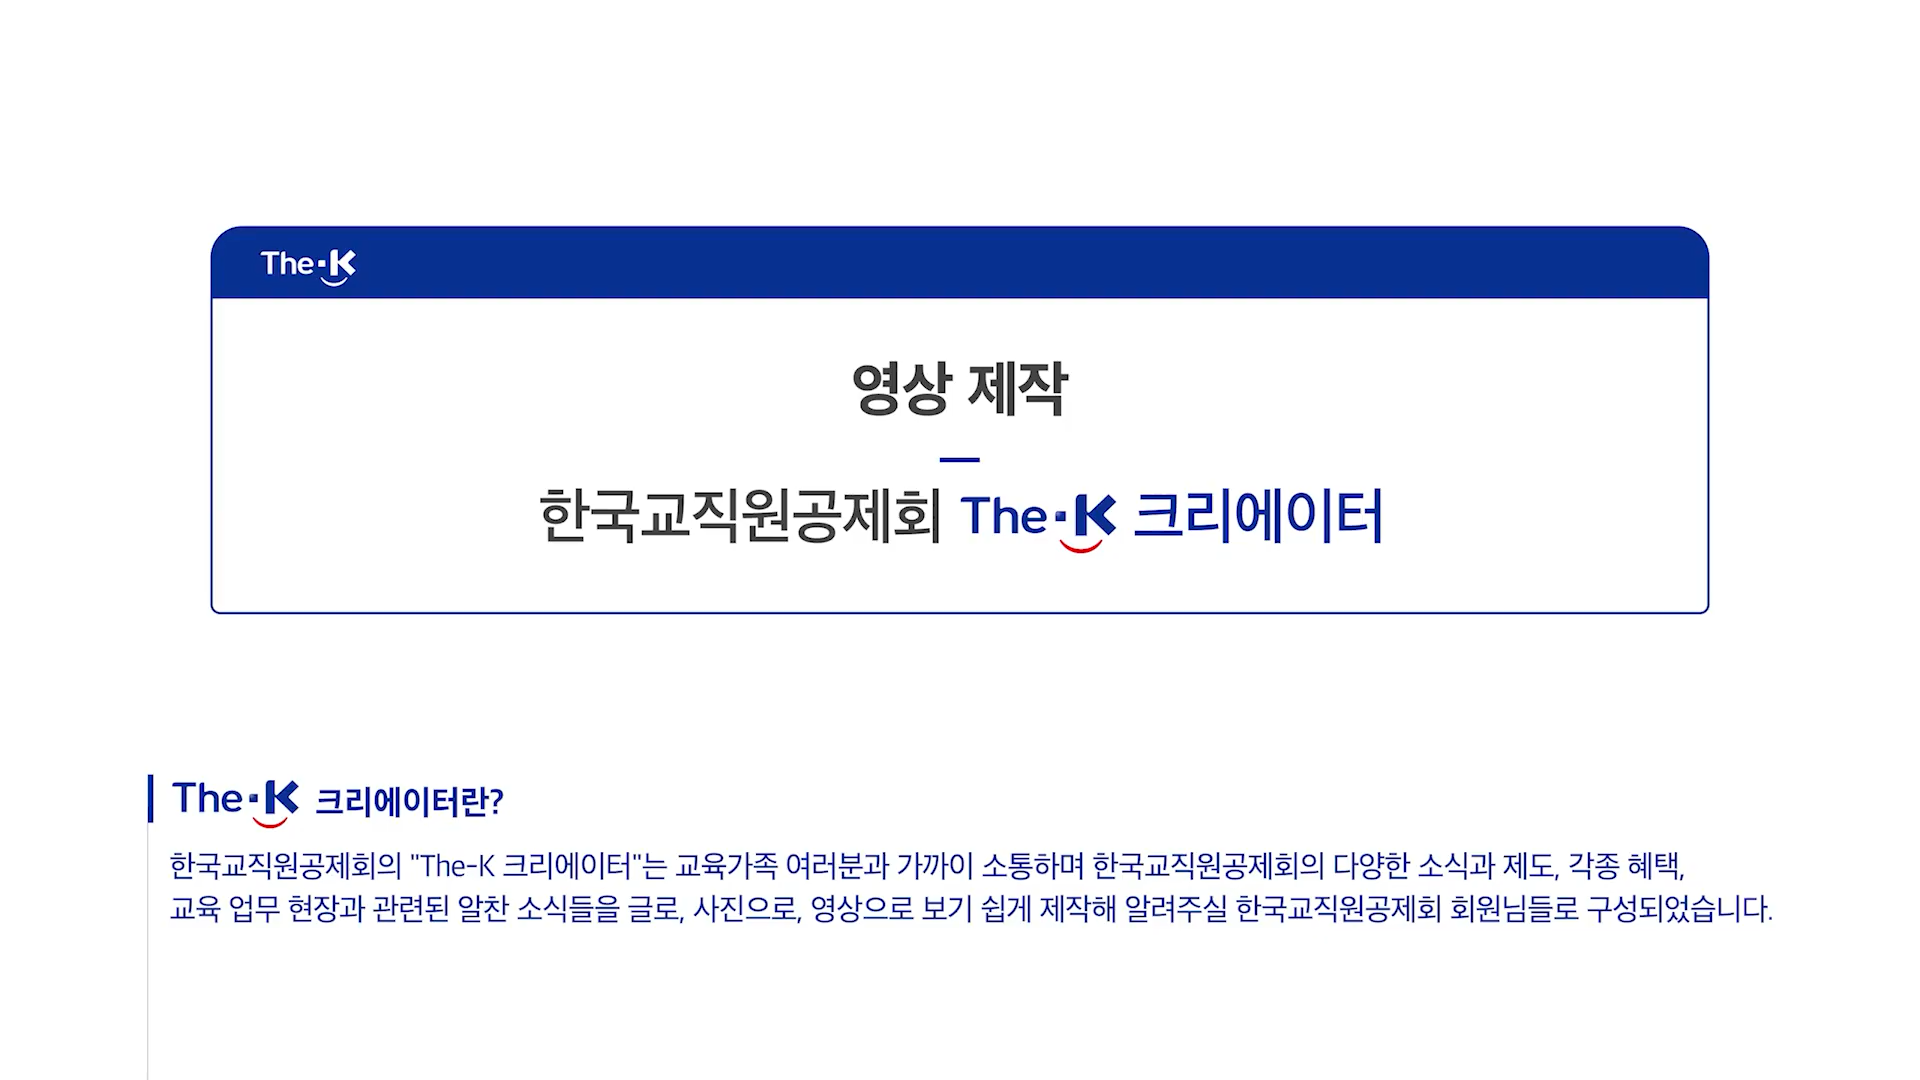 The·K
영상 제작
한국교직원공제회 The·K 크리에이터
The·K 크리에이터란?
한국교직원공제회의 "The-K 크리에이터"는 교육가족 여러분과 가까이 소통하며 한국교직원공제회의 다양한 소식과 제도, 각종 혜택,
교육 업무 현장과 관련된 알찬 소식들을 글로, 사진으로, 영상으로 보기 쉽게 제작해 알려주실 한국교직원공제회 회원님들로 구성되었습니다.